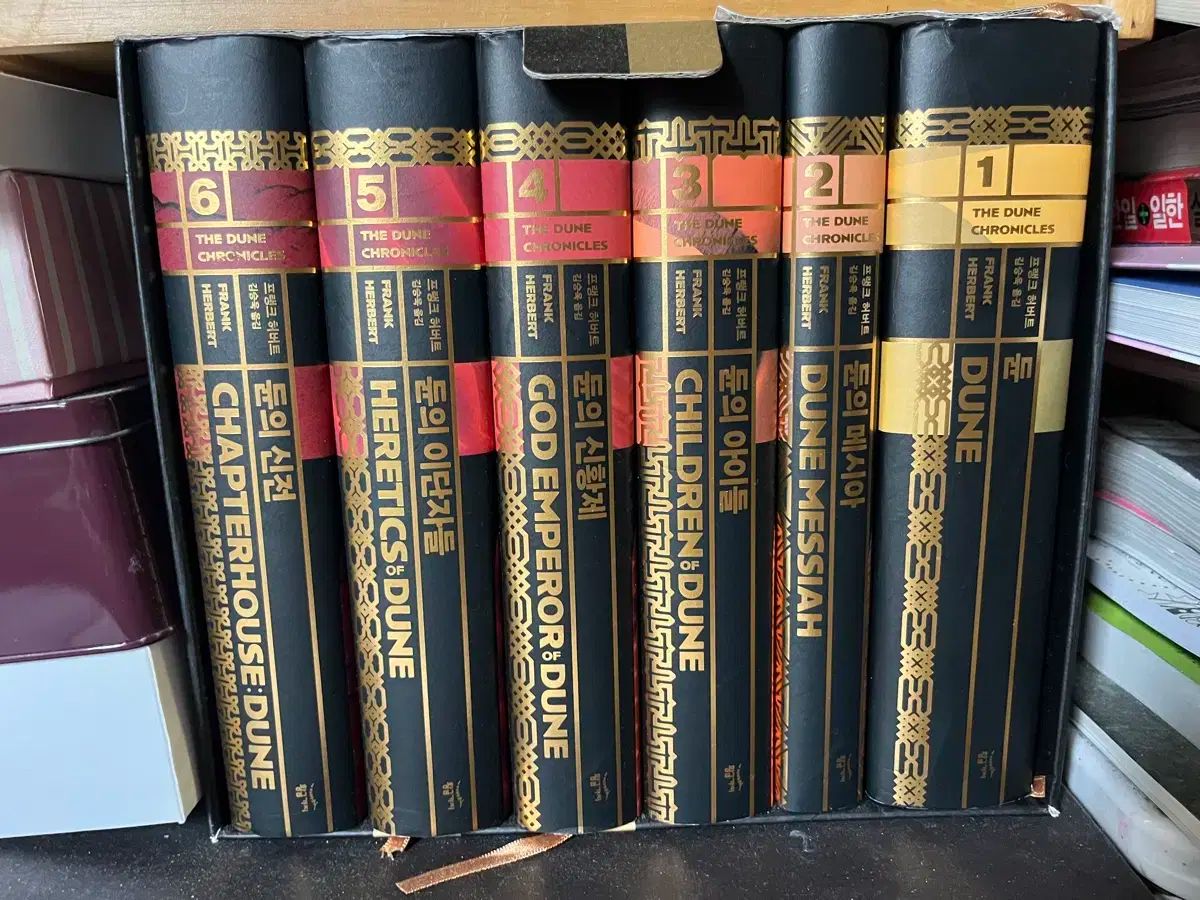 6
THE DUNE
CHRONICLES
프랭크 허버트
김승욱 옮김
FRANK
HERBERT
듄의 신전
CHAPTERHOUSE: DUNE
5
THE DUNE
CHRONICLES
프랭크 허버트
김승욱 옮김
FRANK
HERBERT
듄의 이단자들
HERETICS OF DUNE
4
THE DUNE
CHRONICLES
프랭크 허버트
김승욱 옮김
FRANK
HERBERT
듄의 신황제
GOD EMPEROR OF DUNE
3
THE DUNE
CHRONICLES
프랭크 허버트
김승욱 옮김
FRANK
HERBERT
듄의 아이들
CHILDREN OF DUNE
2
THE DUNE
CHRONICLES
프랭크 허버트
김승욱 옮김
FRANK
HERBERT
듄의 메시아
DUNE MESSIAH
1
THE DUNE
CHRONICLES
프랭크 허버트
김승욱 옮김
FRANK
HERBERT
듄
DUNE
일한